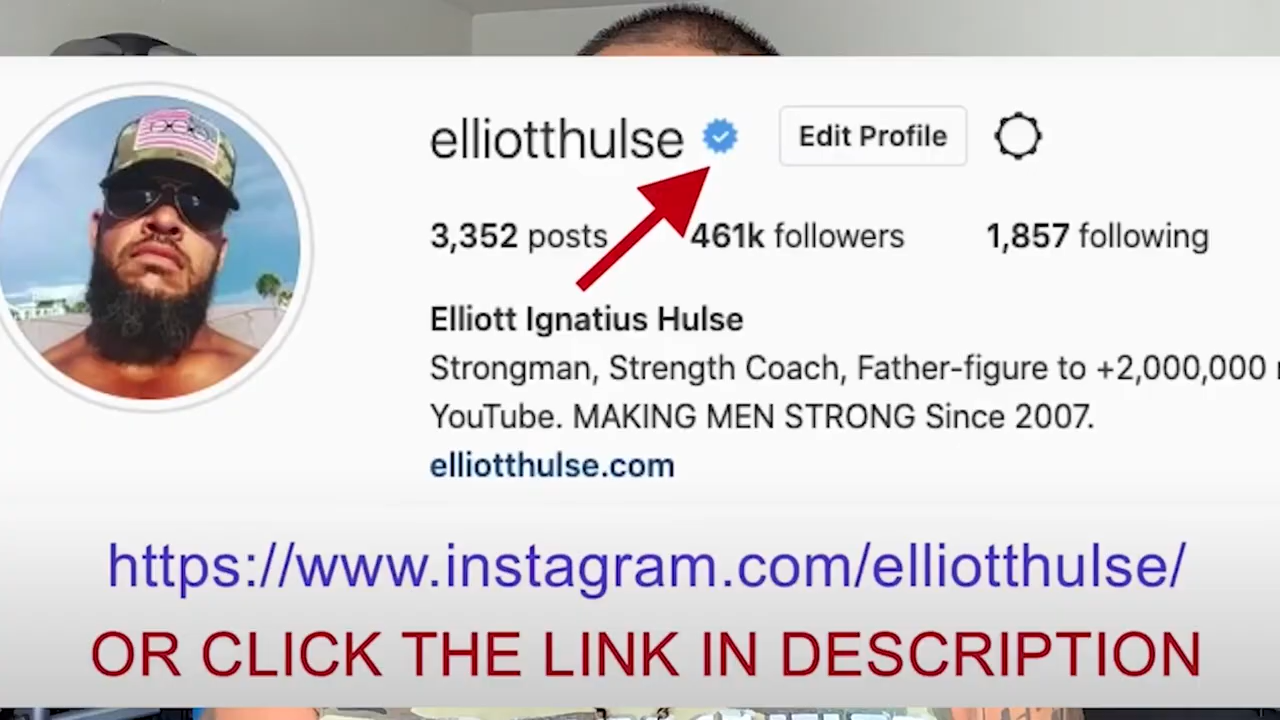 elliotthulse Edit Profile
3,352 posts 461k followers 1,857 following
Elliott Ignatius Hulse
Strongman, Strength Coach, Father-figure to +2,000,000
YouTube. MAKING MEN STRONG Since 2007.
elliotthulse.com
https://www.instagram.com/elliotthulse/
OR CLICK THE LINK IN DESCRIPTION